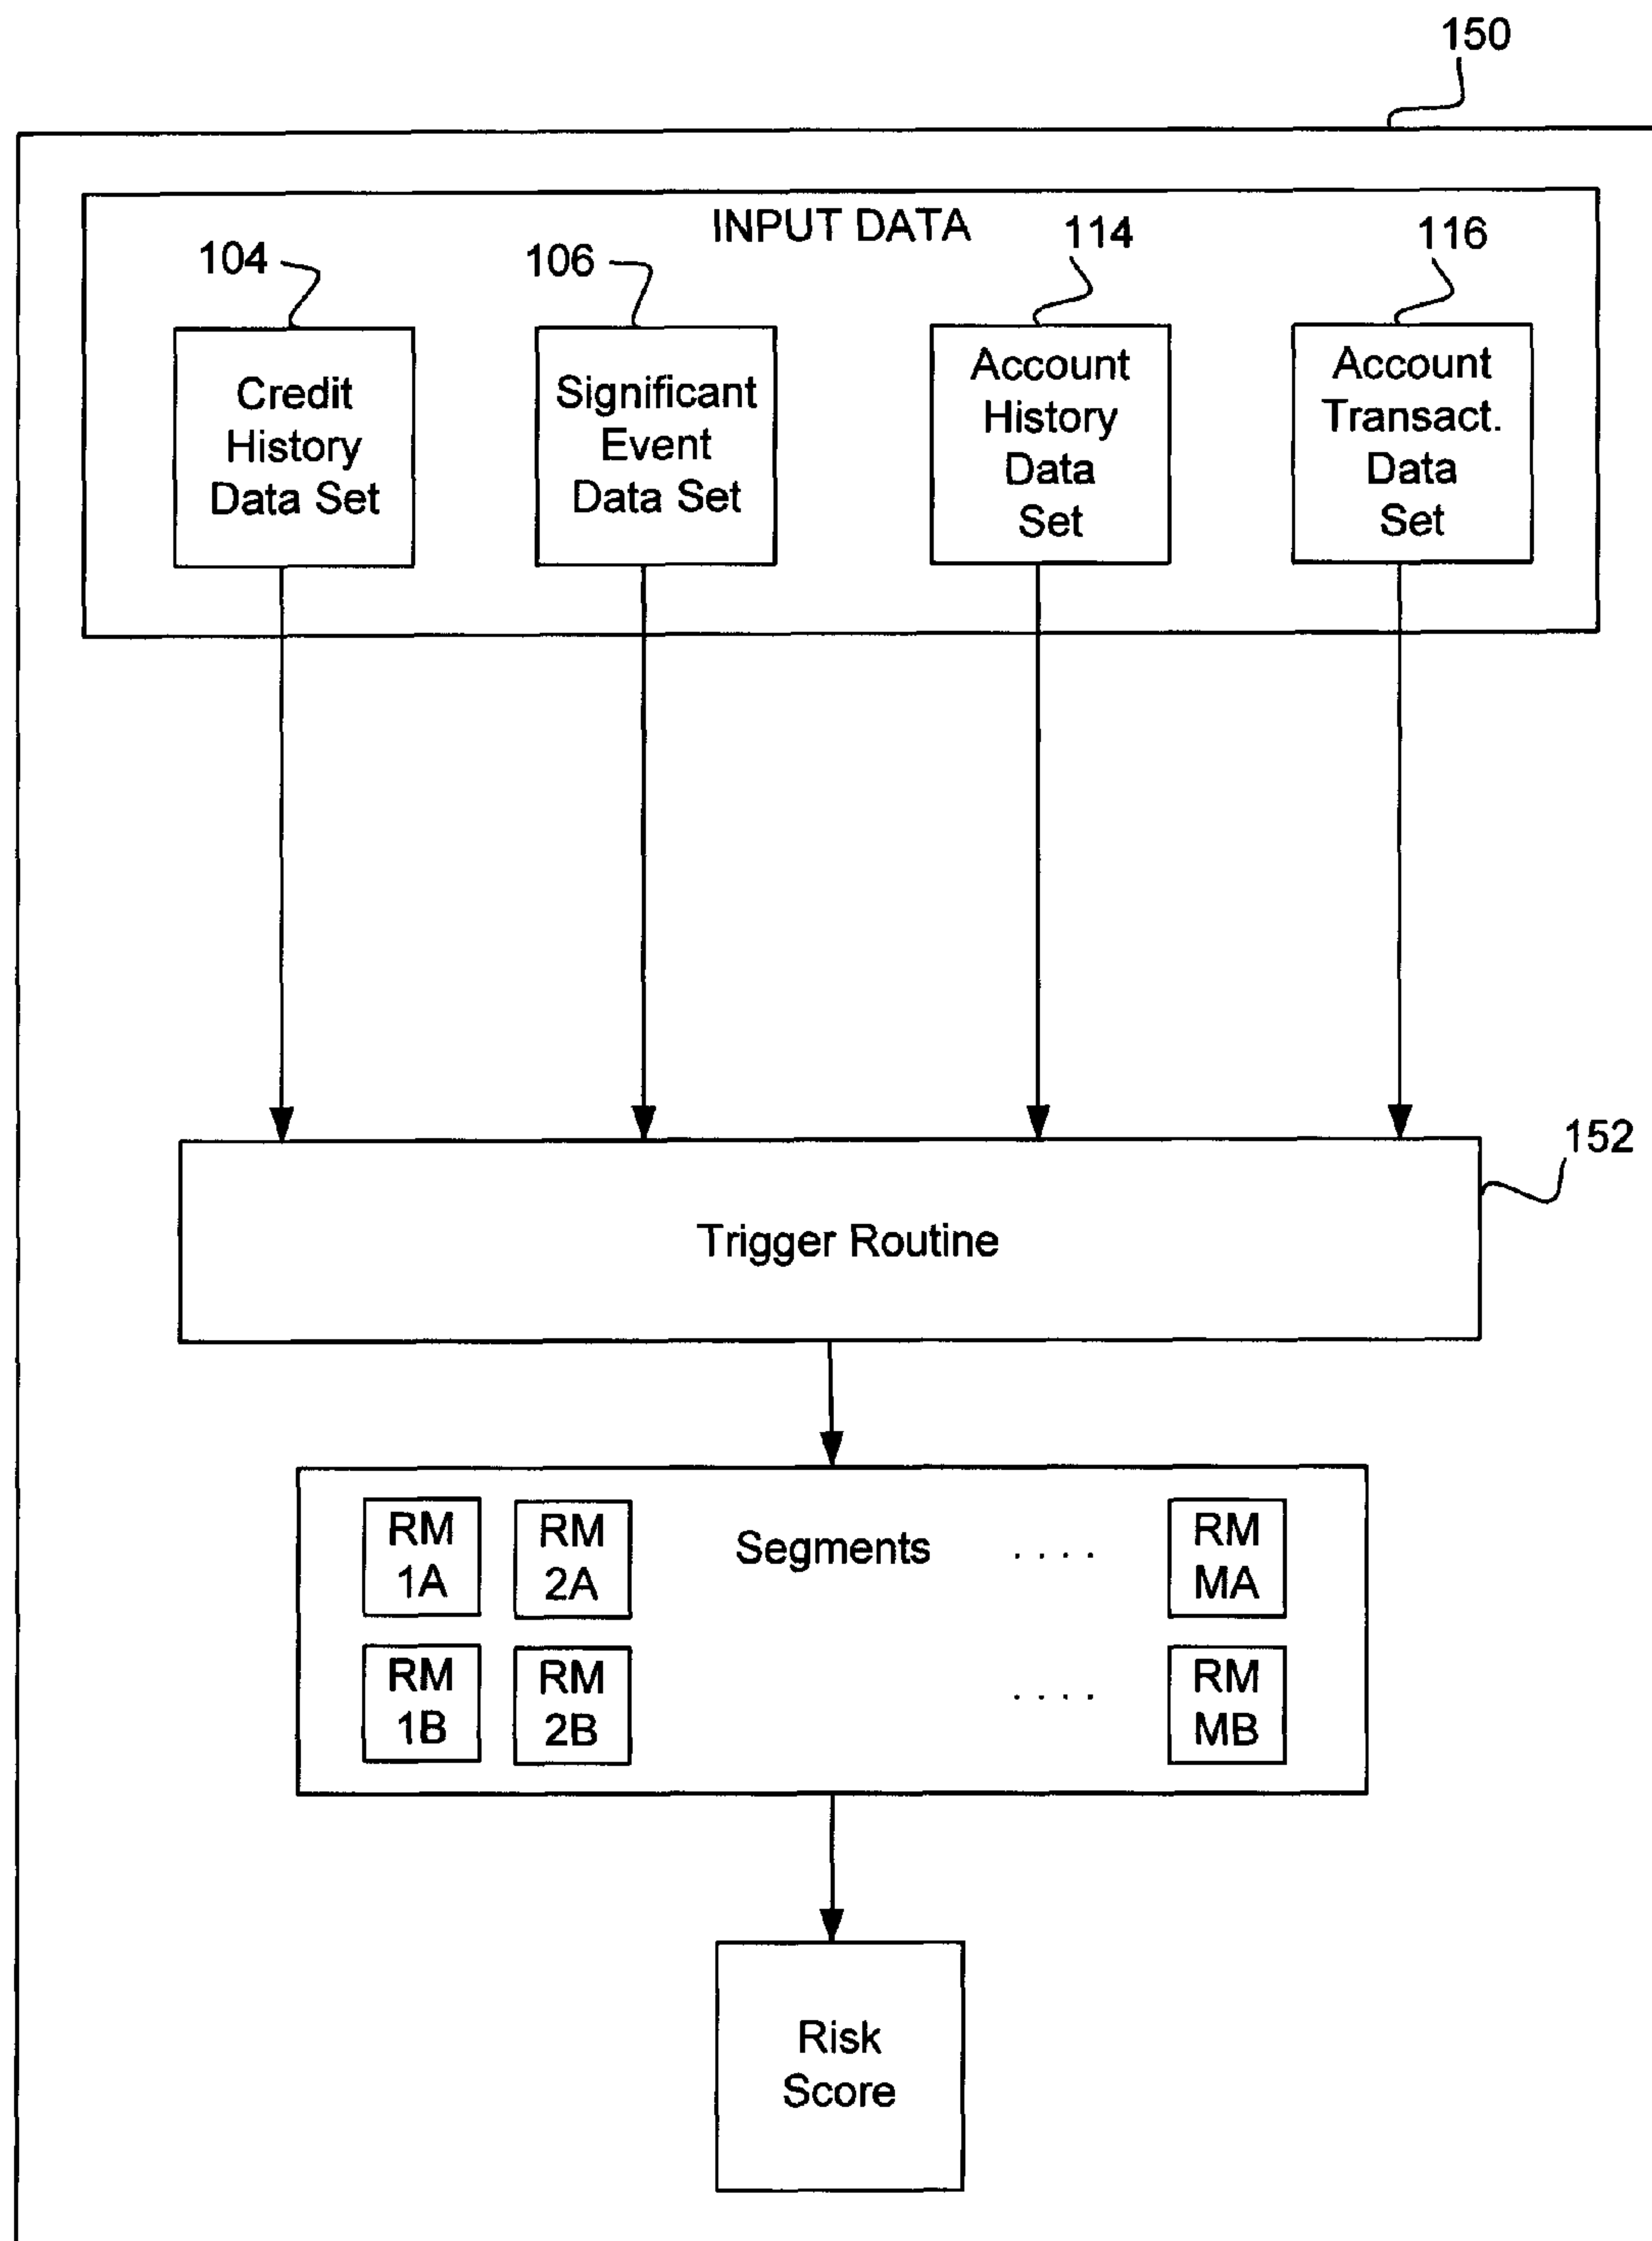 150
INPUT DATA
104
106
114
116
Credit
History
Data Set
Significant
Event
Data Set
Account
History
Data
Set
Account
Transact.
Data
Set
152
Trigger Routine
RM
1A
RM
2A
Segments
. . . .
RM
MA
RM
1B
RM
2B
. . . .
RM
MB
Risk
Score